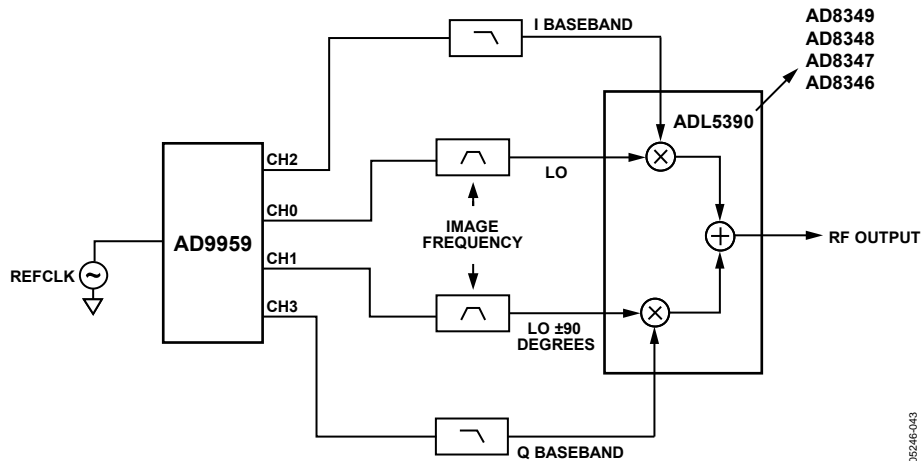 AD8349
AD8348
AD8347
AD8346
I BASEBAND
ADL5390
CH2
LO
CH0
IMAGE
FREQUENCY
AD9959
RF OUTPUT
REFCLK
CH1
CH3
LO ±90
DEGREES
Q BASEBAND
05246-043